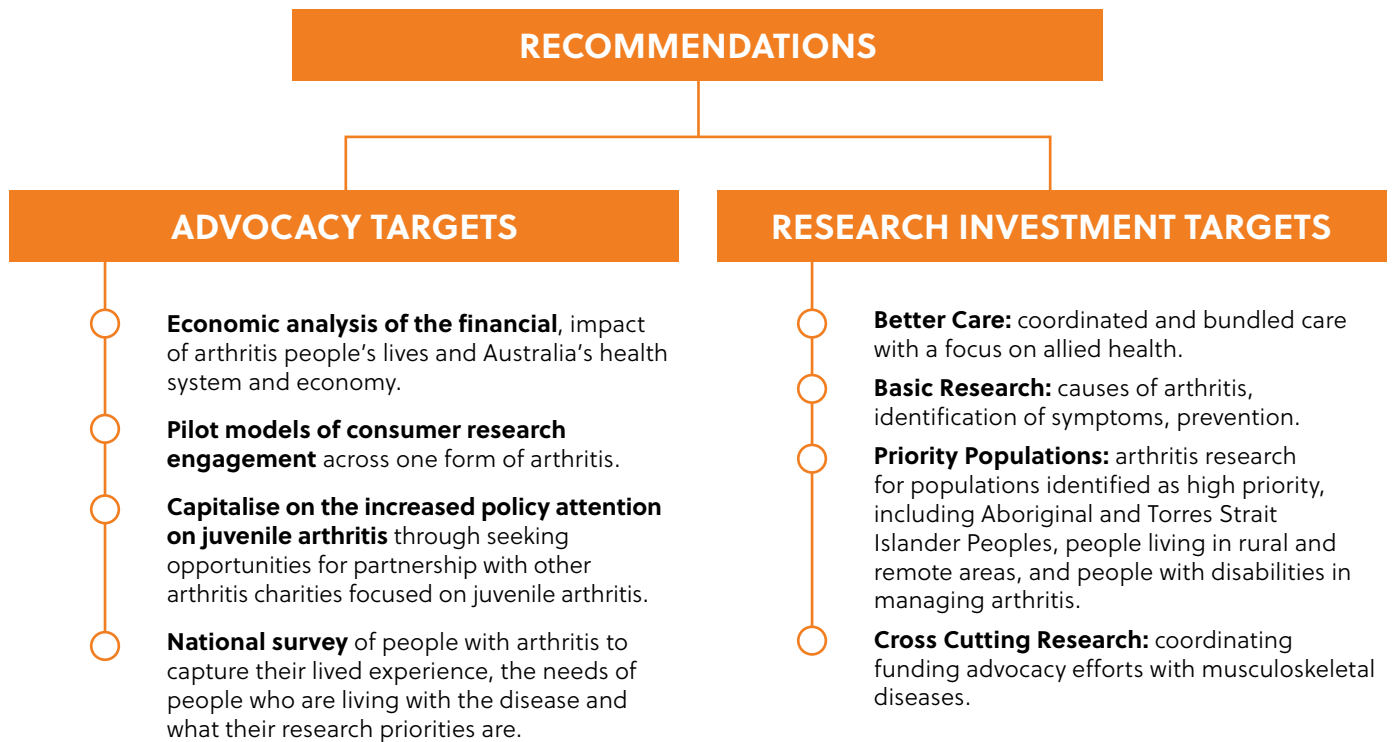 RECOMMENDATIONS
ADVOCACY TARGETS
Economic analysis of the financial, impact
of arthritis people’s lives and Australia’s health
system and economy.
Pilot models of consumer research
engagement across one form of arthritis.
Capitalise on the increased policy attention
on juvenile arthritis through seeking
opportunities for partnership with other
arthritis charities focused on juvenile arthritis.
National survey of people with arthritis to
capture their lived experience, the needs of
people who are living with the disease and
what their research priorities are.
RESEARCH INVESTMENT TARGETS
Better Care: coordinated and bundled care
with a focus on allied health.
Basic Research: causes of arthritis,
identification of symptoms, prevention.
Priority Populations: arthritis research
for populations identified as high priority,
including Aboriginal and Torres Strait
Islander Peoples, people living in rural and
remote areas, and people with disabilities in
managing arthritis.
Cross Cutting Research: coordinating
funding advocacy efforts with musculoskeletal
diseases.